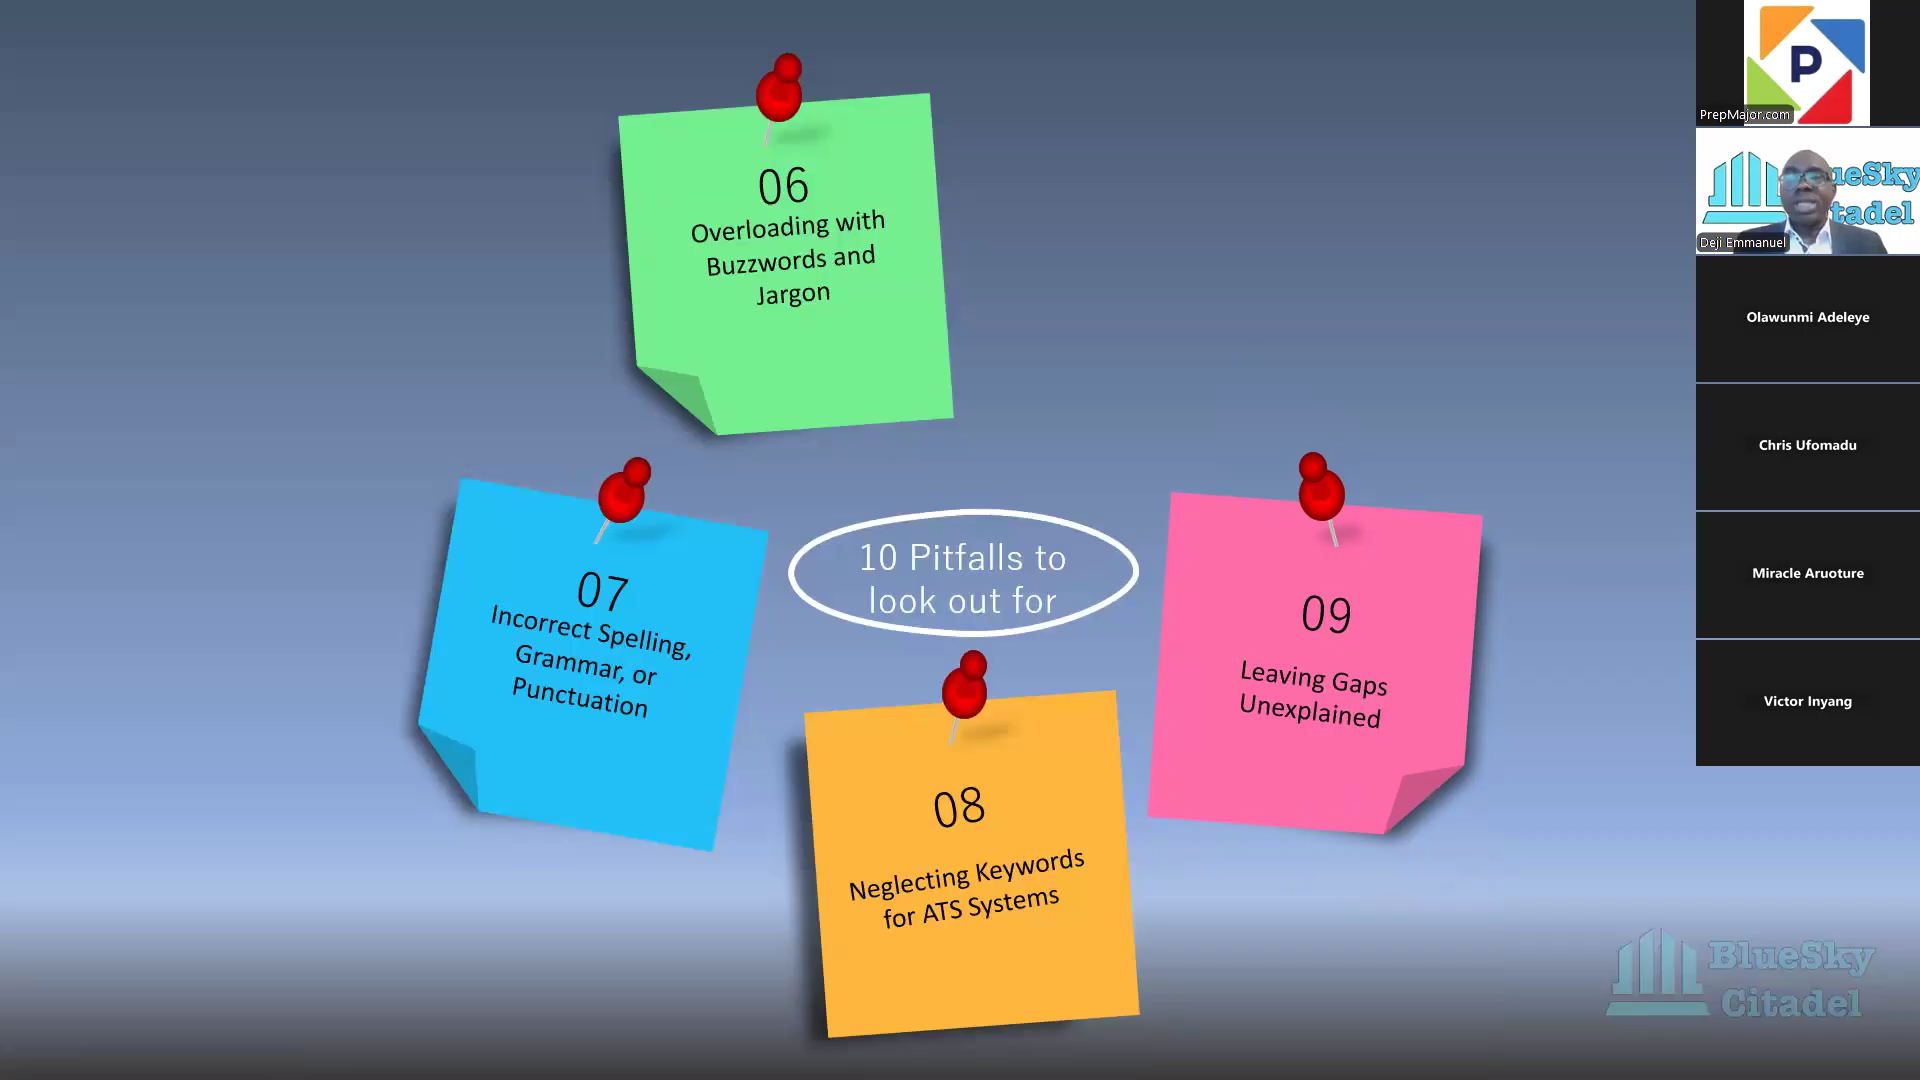 06
Overloading with
Buzzwords and
Jargon
07
Incorrect Spelling,
Grammar, or
Punctuation
10 Pitfalls to
look out for
08
Neglecting Keywords
for ATS Systems
09
Leaving Gaps
Unexplained
BlueSky
Citadel
P
PrepMajor.com
ueSky
tadel
Deji Emmanuel
Olawunmi Adeleye
Chris Ufomadu
Miracle Aruoture
Victor Inyang